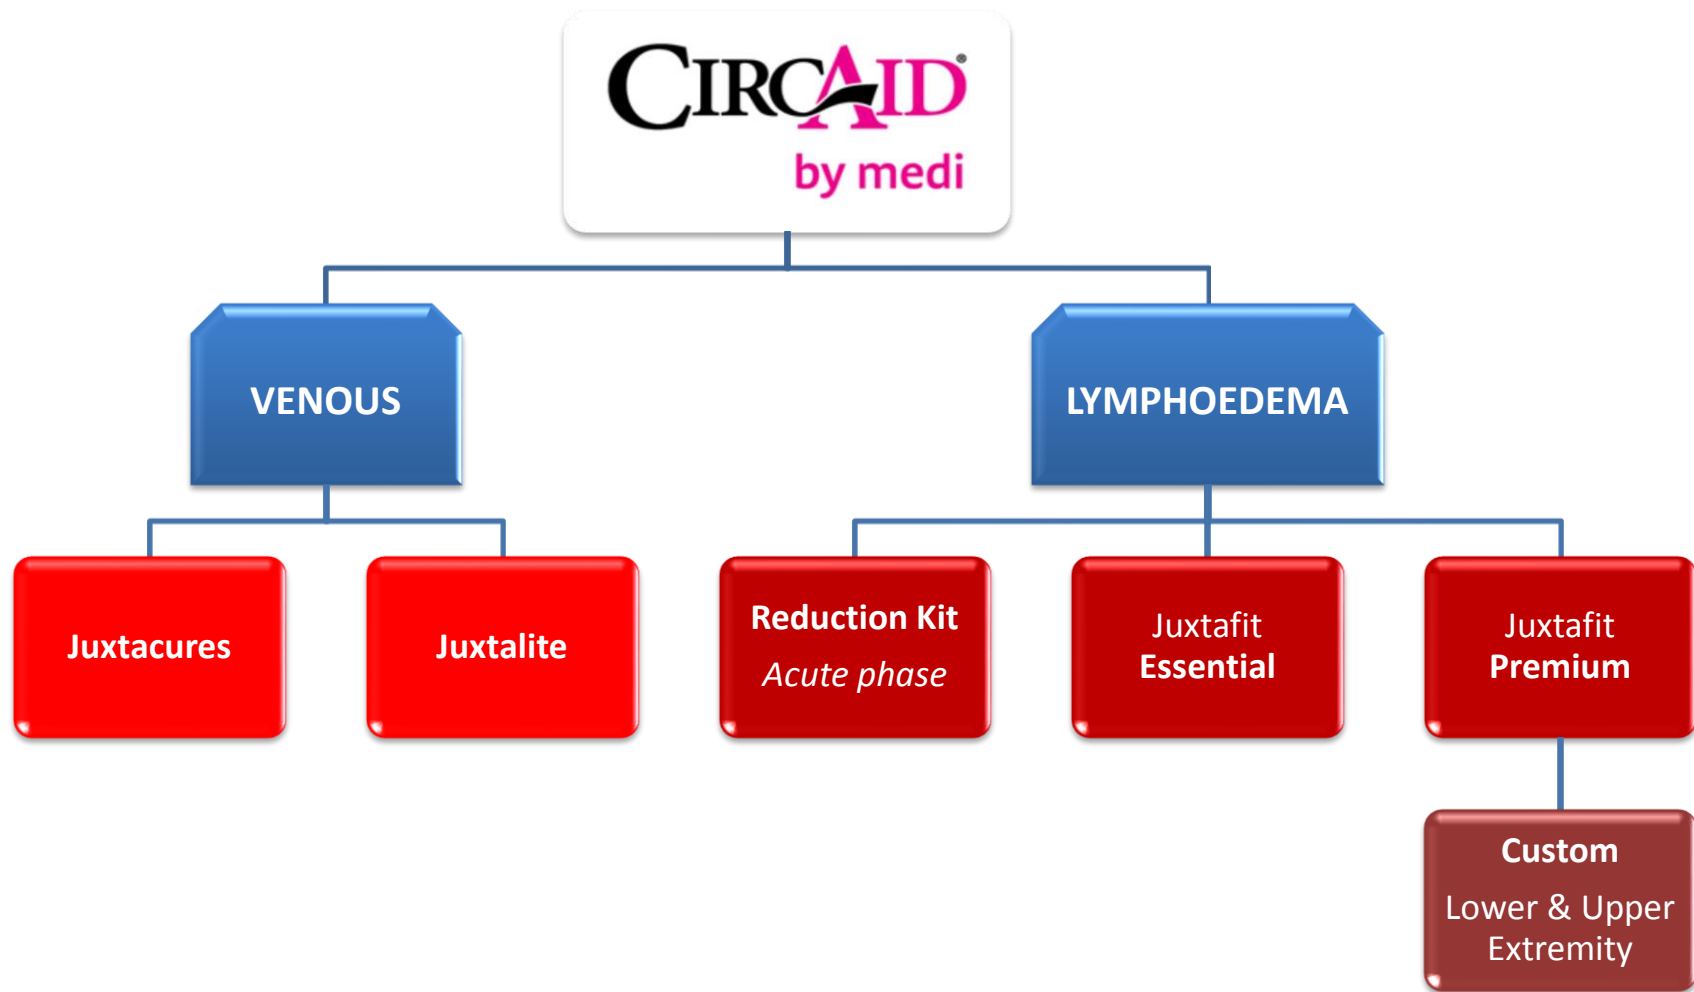 CIRCAID®
by medi
VENOUS
LYMPHOEDEMA
Juxtacures
Juxtalite
Reduction Kit
Acute phase
Juxtafit
Essential
Juxtafit
Premium
Custom
Lower & Upper
Extremity